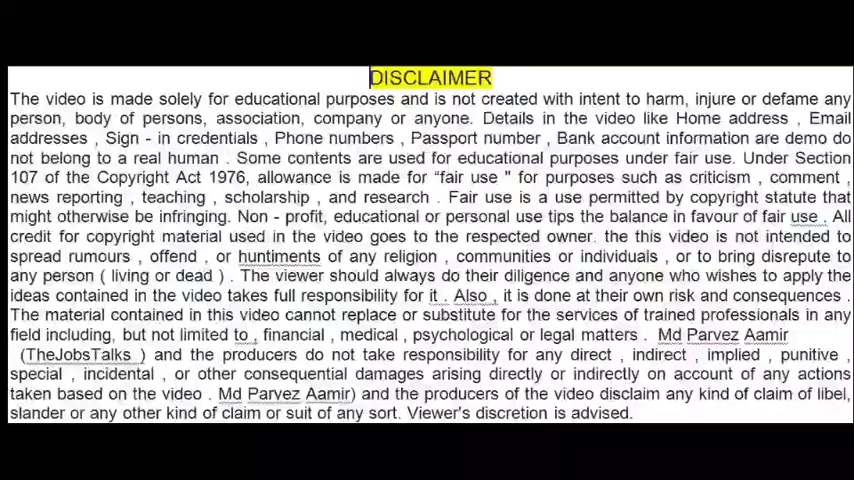 DISCLAIMER
The video is made solely for educational purposes and is not created with intent to harm, injure or defame any
person, body of persons, association, company or anyone. Details in the video like Home address , Email
addresses , Sign - in credentials , Phone numbers , Passport number , Bank account information are demo do
not belong to a real human . Some contents are used for educational purposes under fair use. Under Section
107 of the Copyright Act 1976, allowance is made for “fair use " for purposes such as criticism , comment ,
news reporting , teaching , scholarship , and research . Fair use is a use permitted by copyright statute that
might otherwise be infringing. Non - profit, educational or personal use tips the balance in favour of fair use . All
credit for copyright material used in the video goes to the respected owner. the this video is not intended to
spread rumours , offend , or huntiments of any religion , communities or individuals , or to bring disrepute to
any person ( living or dead ) . The viewer should always do their diligence and anyone who wishes to apply the
ideas contained in the video takes full responsibility for it . Also , it is done at their own risk and consequences .
The material contained in this video cannot replace or substitute for the services of trained professionals in any
field including, but not limited to , financial , medical , psychological or legal matters . Md Parvez Aamir
(TheJobsTalks ) and the producers do not take responsibility for any direct , indirect , implied , punitive ,
special , incidental , or other consequential damages arising directly or indirectly on account of any actions
taken based on the video . Md Parvez Aamir) and the producers of the video disclaim any kind of claim of libel,
slander or any other kind of claim or suit of any sort. Viewer's discretion is advised.